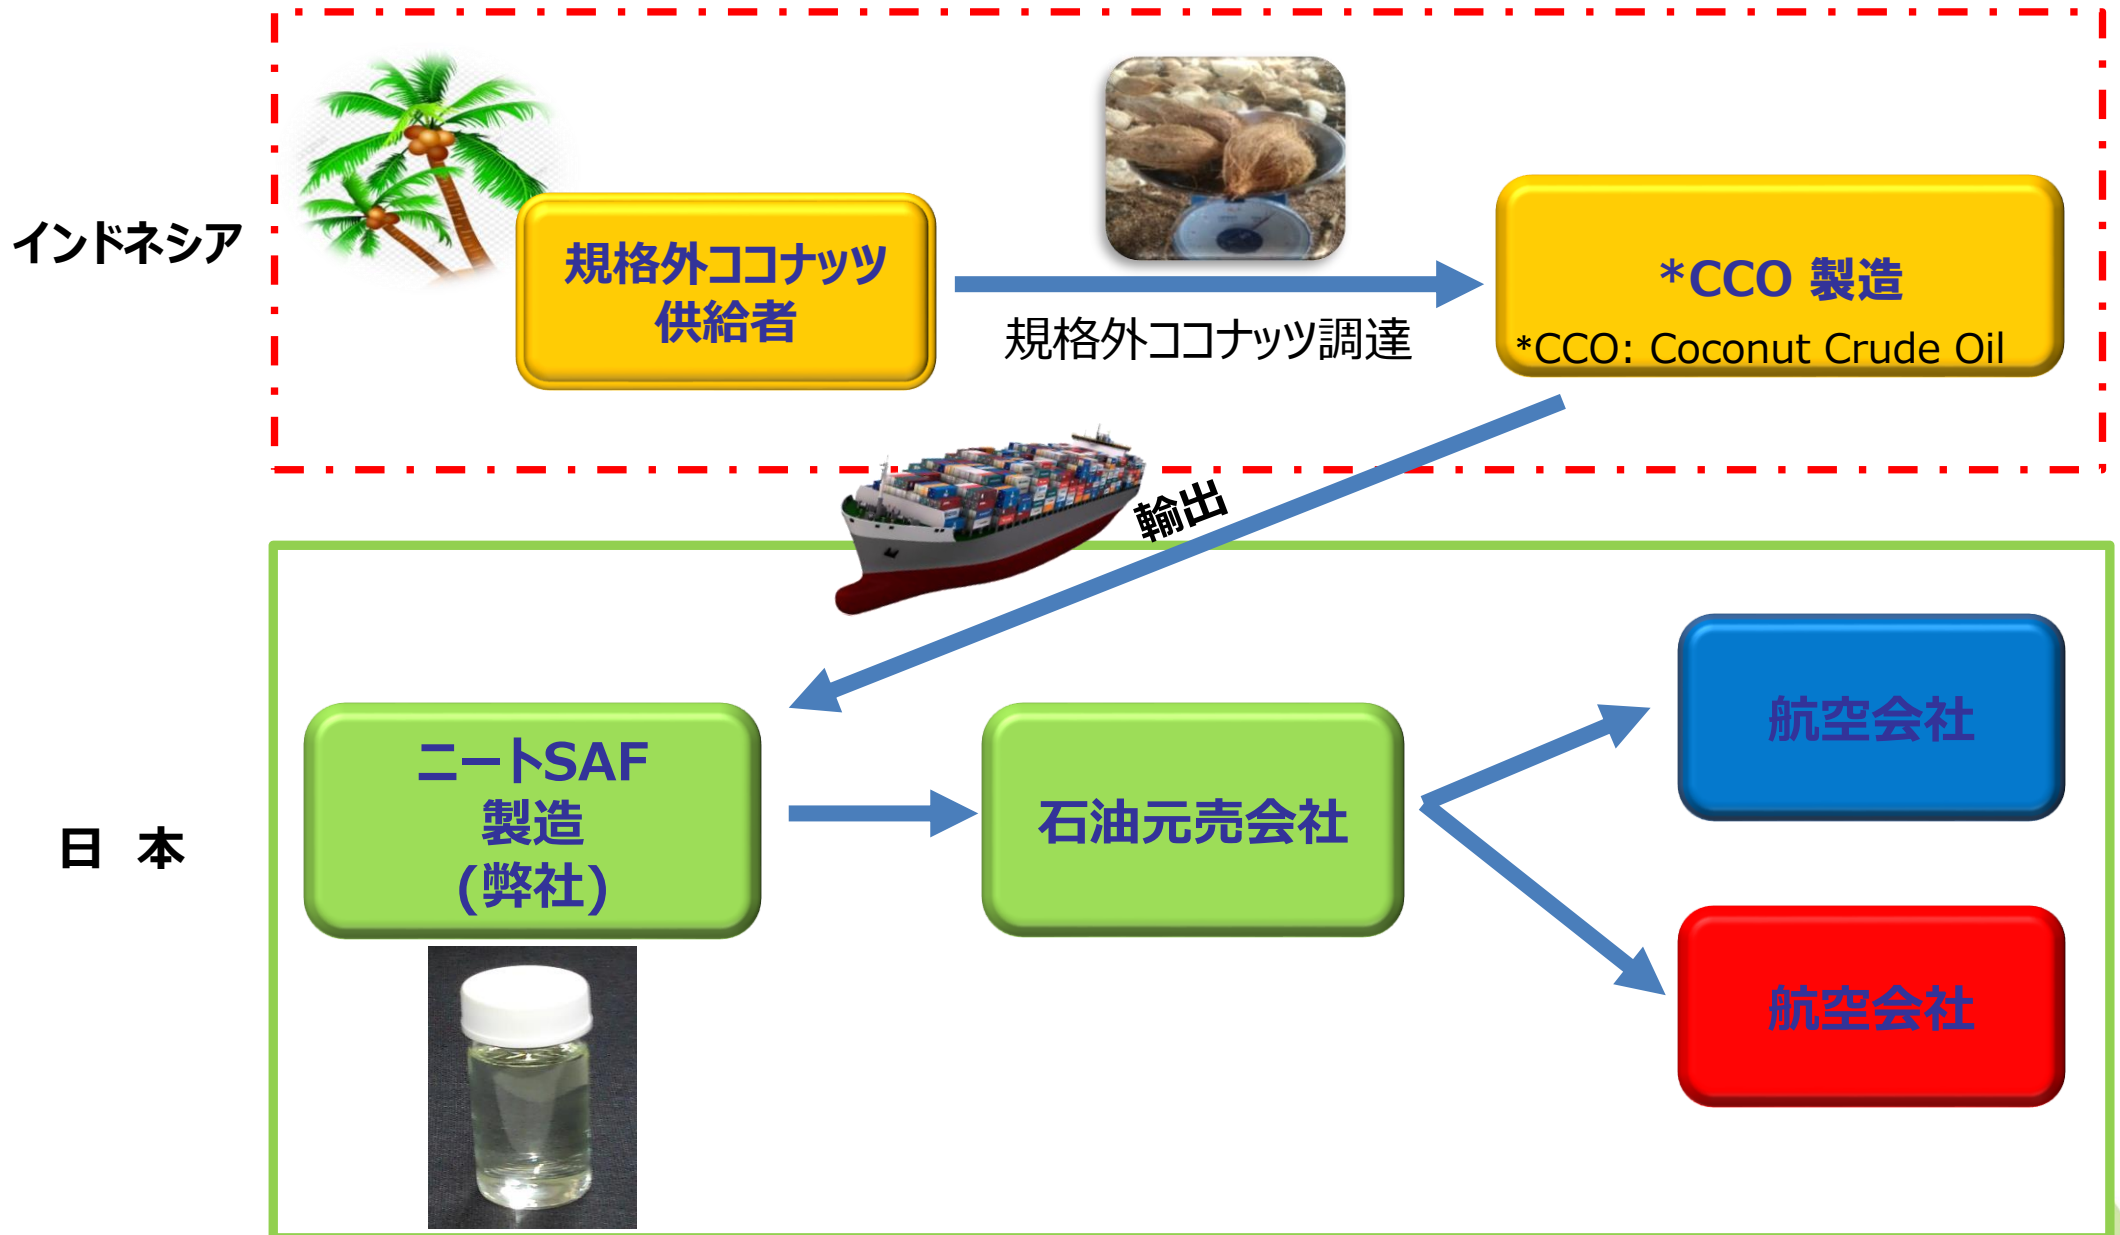 インドネシア
規格外ココナッツ
供給者
規格外ココナッツ調達
*CCO 製造
*CCO: Coconut Crude Oil
輸出
日 本
ニートSAF
製造
(弊社)
石油元売会社
航空会社
航空会社